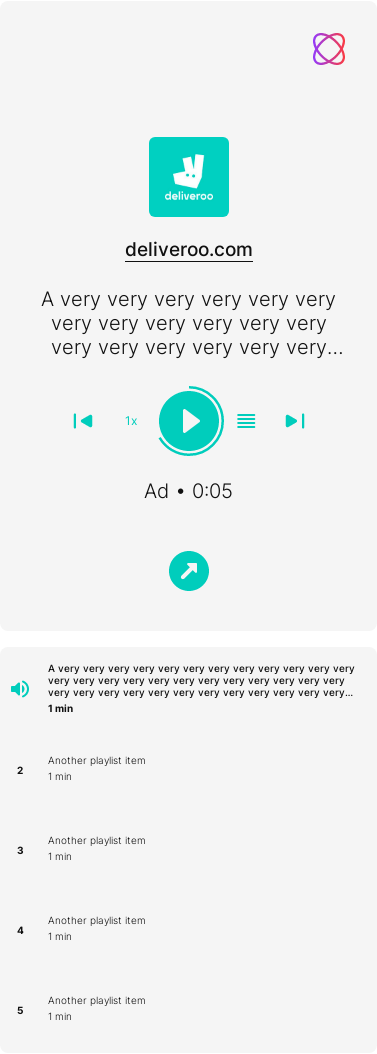 deliveroo
deliveroo.com
A very very very very very very
very very very very very very
very very very very very very...
1x
Ad • 0:05
A very very very very very very very very very very very very
very very very very very very very very very very very very
very very very very very very very very very very very very...
1 min
2
Another playlist item
1 min
3
Another playlist item
1 min
4
Another playlist item
1 min
5
Another playlist item
1 min